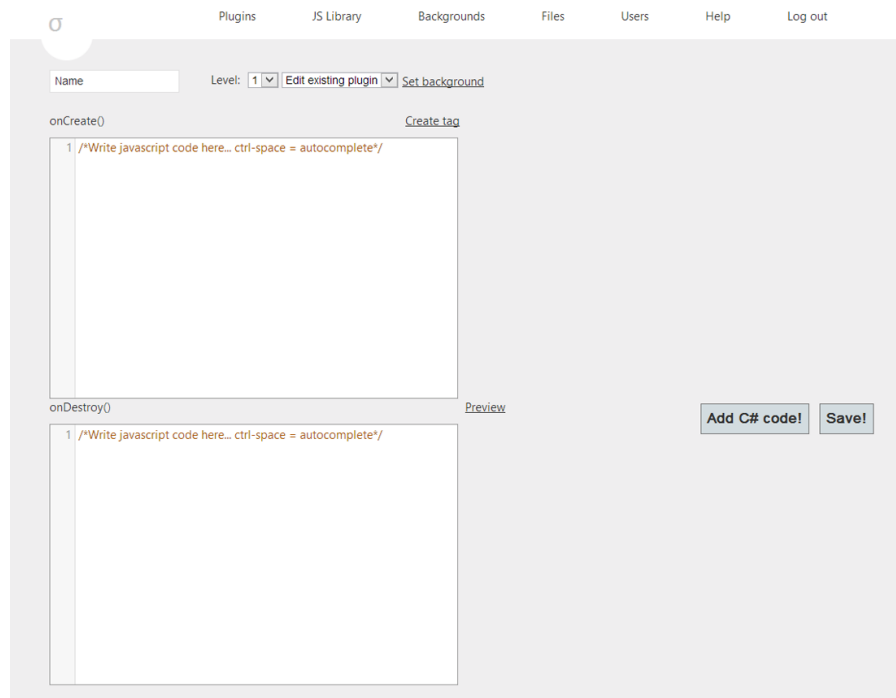 σ Plugins JS Library Backgrounds Files Users Help Log out
Name Level: 1 Edit existing plugin Set background
onCreate() Create tag
1 /*Write javascript code here... ctrl-space = autocomplete*/
onDestroy() Preview
Add C# code! Save!
1 /*Write javascript code here... ctrl-space = autocomplete*/